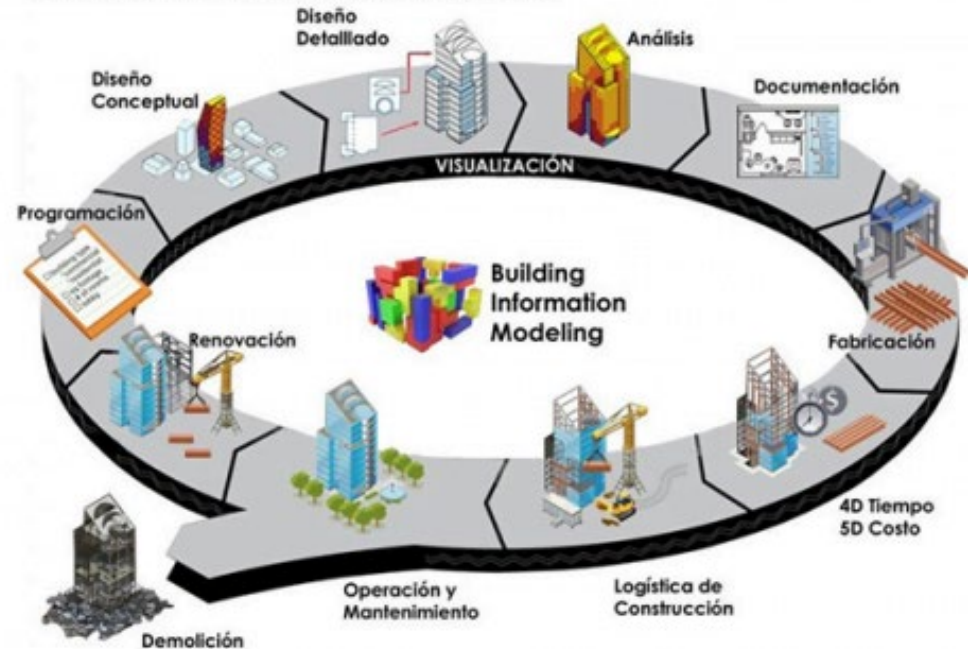 Diseño
Detalllado
Análisis
Diseño
Conceptual
Documentación
VISUALIZACIÓN
Programación
Building
Information
Modeling
Renovación
Fabricación
$
4D Tiempo
5D Costo
Operación y
Mantenimiento
Logística de
Construcción
Demolición